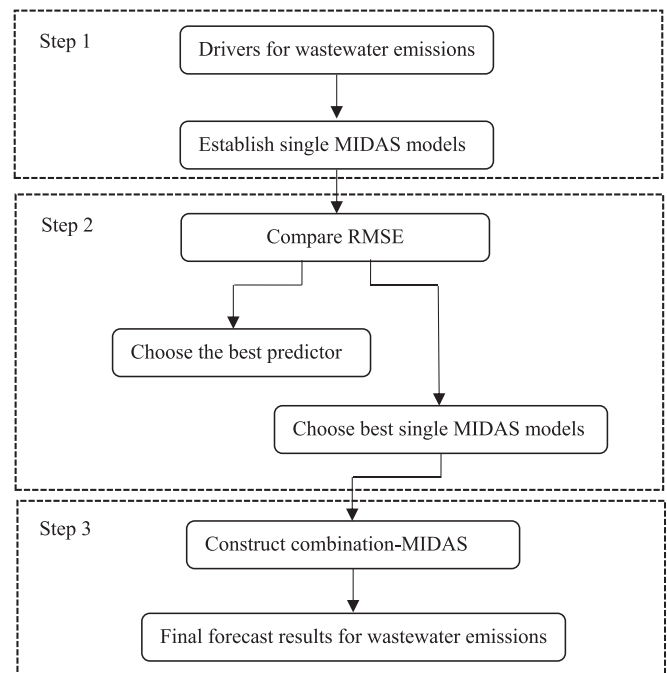 Step 1
Drivers for wastewater emissions
Establish single MIDAS models
Step 2
Compare RMSE
Choose the best predictor
Choose best single MIDAS models
Step 3
Construct combination-MIDAS
Final forecast results for wastewater emissions